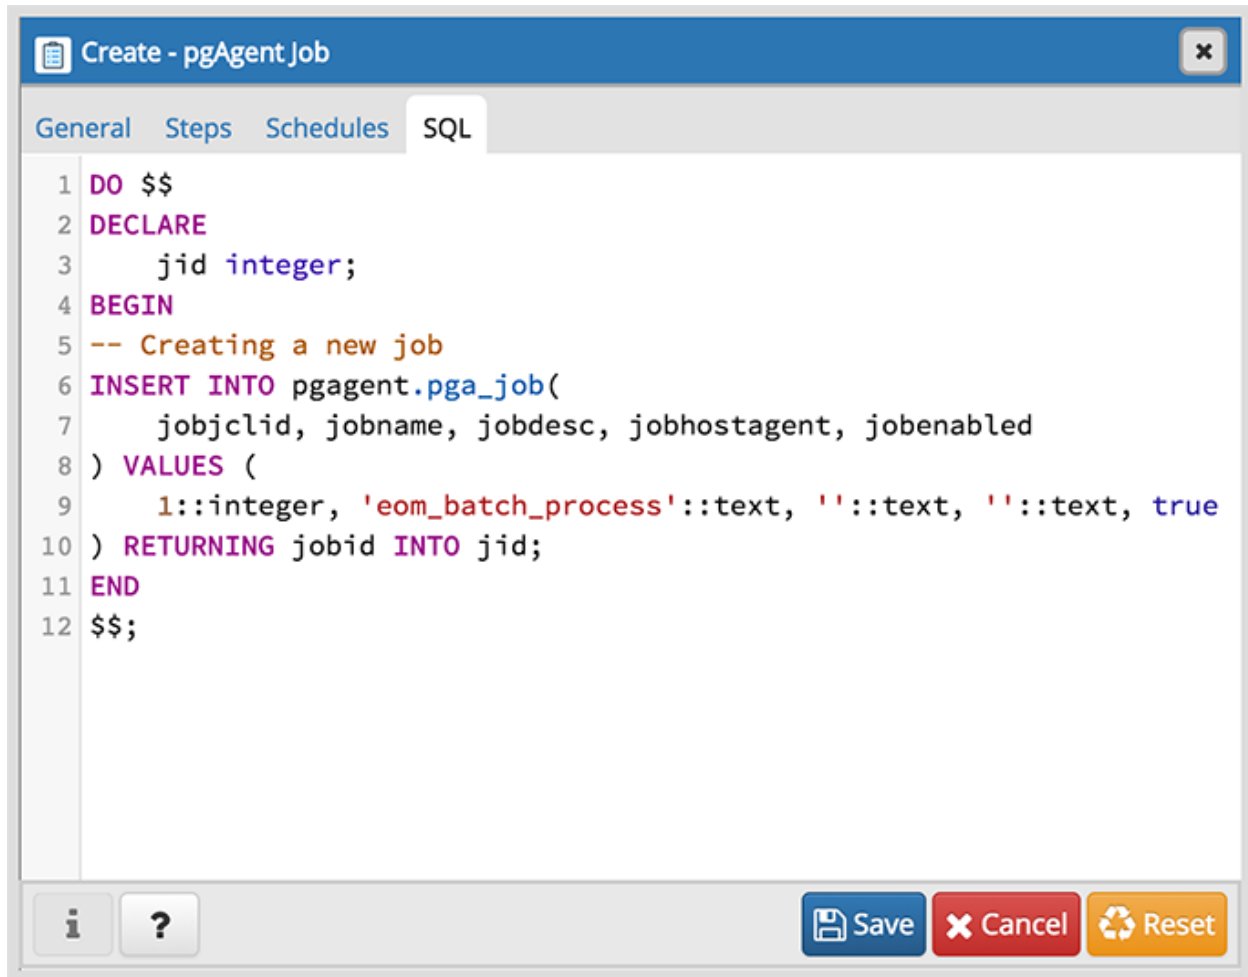 Create - pgAgent Job
General Steps Schedules SQL
1 DO $$
2 DECLARE
3     jid integer;
4 BEGIN
5 -- Creating a new job
6 INSERT INTO pgagent.pga_job(
7     jobjclid, jobname, jobdesc, jobhostagent, jobenabled
8 ) VALUES (
9     1::integer, 'eom_batch_process'::text, ''::text, ''::text, true
10 ) RETURNING jobid INTO jid;
11 END
12 $$;
i ? Save Cancel Reset